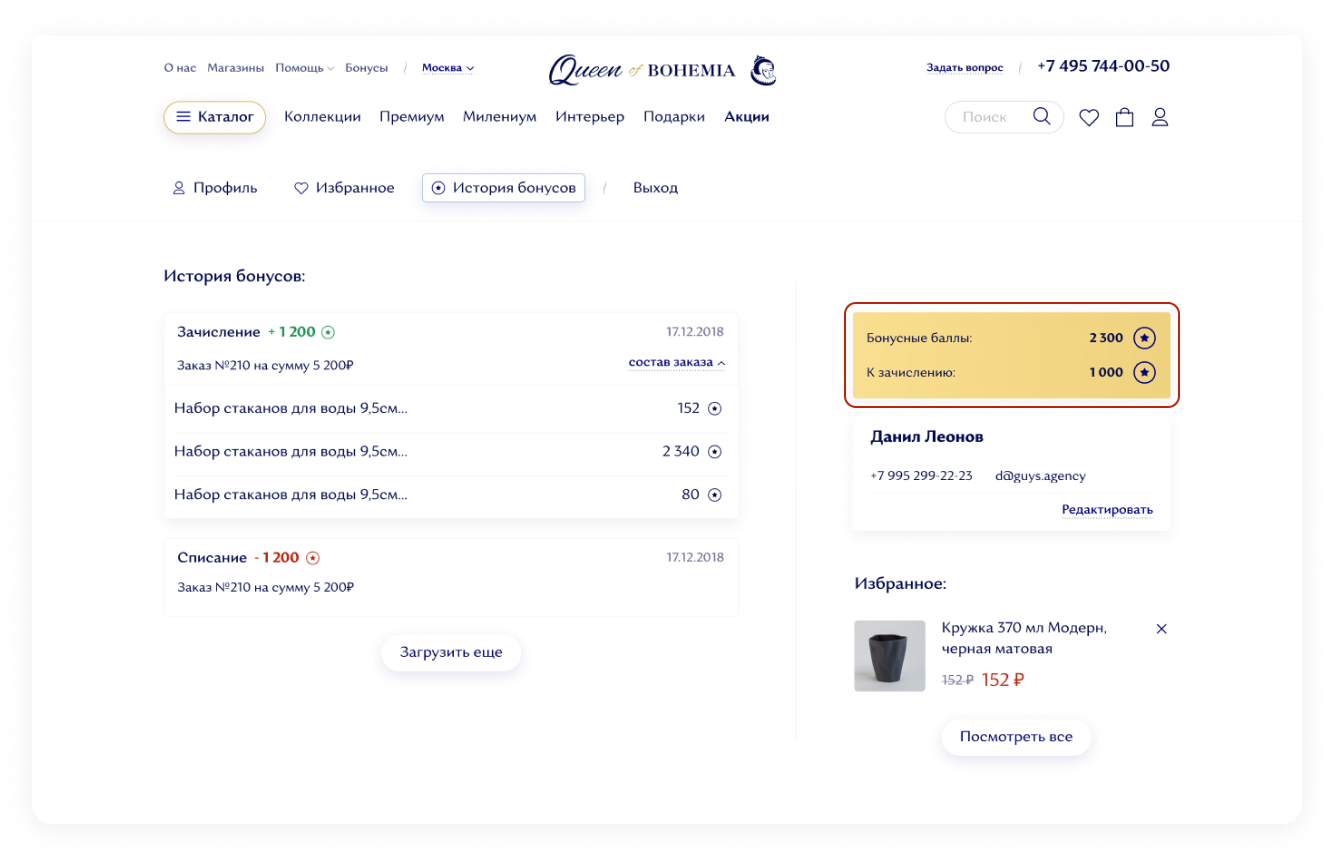 О нас Магазины Помощь Бонусы / Москва
Queen of BOHEMIA
Задать вопрос / +7 495 744-00-50
Каталог Коллекции Премиум Милениум Интерьер Подарки Акции
Поиск
Профиль Избранное История бонусов / Выход
История бонусов:
Зачисление + 1 200 17.12.2018
Заказ №210 на сумму 5 200₽ состав заказа
Набор стаканов для воды 9,5см... 152
Набор стаканов для воды 9,5см... 2 340
Набор стаканов для воды 9,5см... 80
Списание - 1 200 17.12.2018
Заказ №210 на сумму 5 200₽
Загрузить еще
Бонусные баллы: 2 300
К зачислению: 1 000
Данил Леонов
+7 995 299-22-23 d@guys.agency
Редактировать
Избранное:
Кружка 370 мл Модерн,
черная матовая
152 ₽ 152 ₽
Посмотреть все